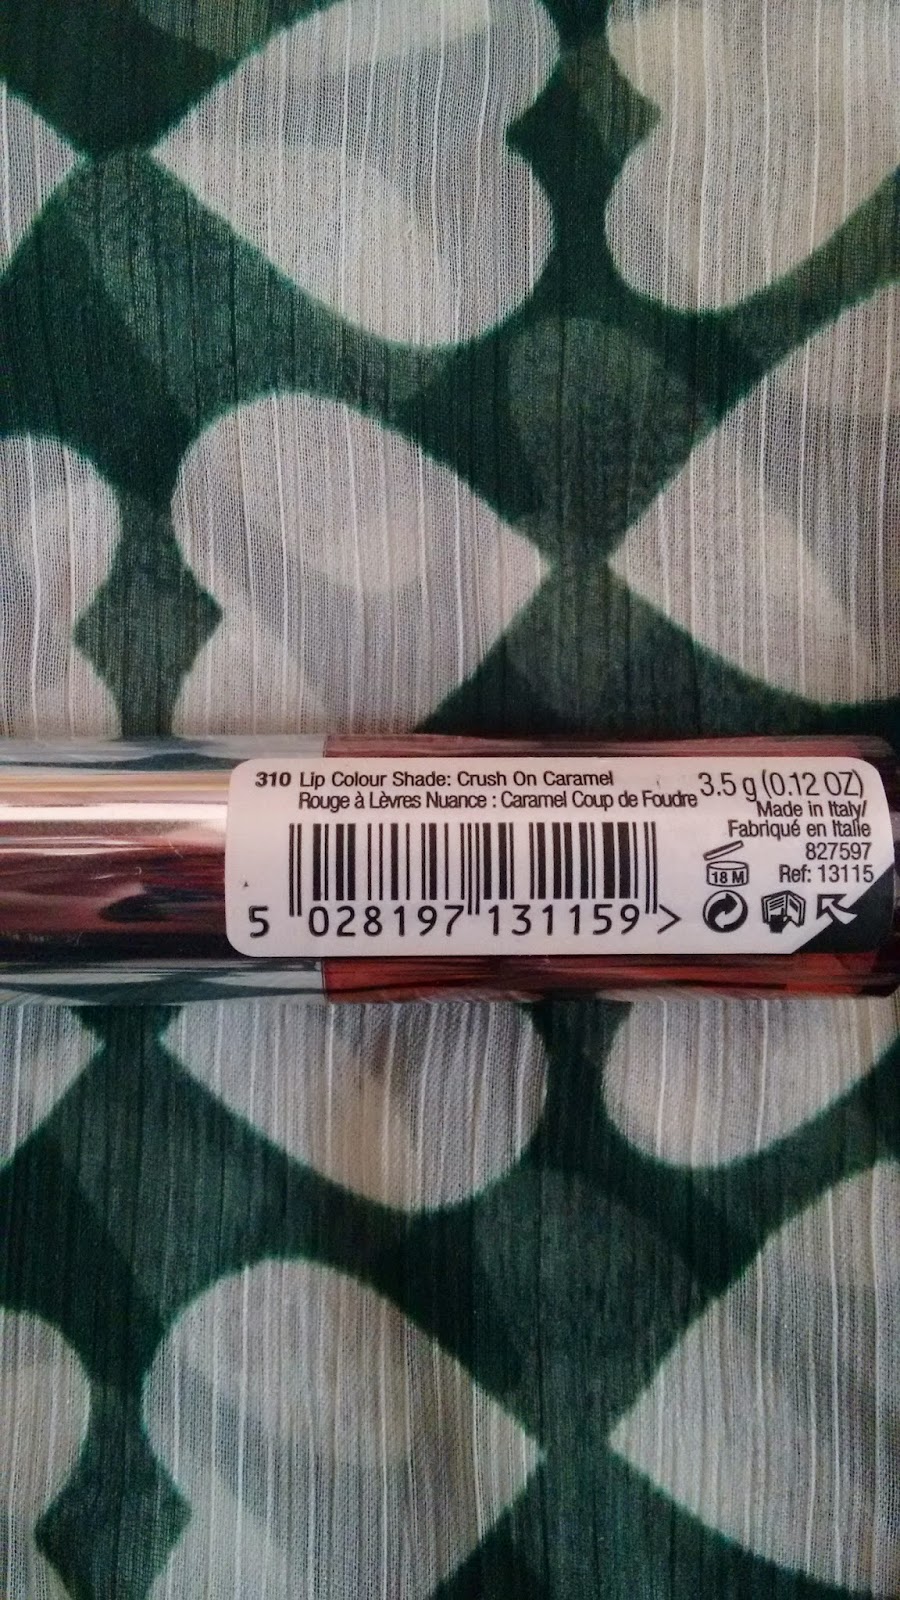 310 Lip Colour Shade: Crush On Caramel
Rouge à Lèvres Nuance : Caramel Coup de Foudre
3.5 g (0.12 OZ)
Made in Italy/
Fabriqué en Italie
827597
Ref: 13115
18 M
5 028197 131159 >